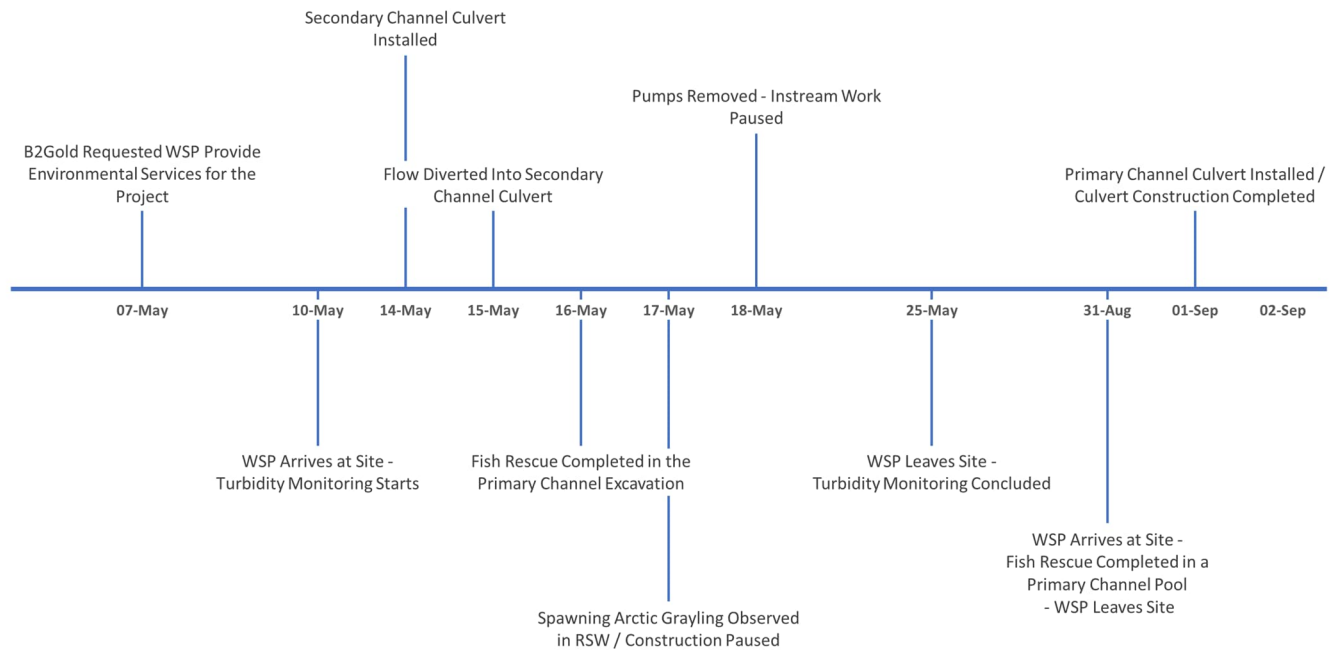 Secondary Channel Culvert
Installed
Pumps Removed - Instream Work
Paused
B2Gold Requested WSP Provide
Environmental Services for the
Project
Flow Diverted Into Secondary
Channel Culvert
Primary Channel Culvert Installed /
Culvert Construction Completed
07-May
10-May
14-May
15-May
16-May
17-May
18-May
25-May
31-Aug
01-Sep
02-Sep
WSP Arrives at Site -
Turbidity Monitoring Starts
Fish Rescue Completed in the
Primary Channel Excavation
WSP Leaves Site -
Turbidity Monitoring Concluded
WSP Arrives at Site -
Fish Rescue Completed in a
Primary Channel Pool
- WSP Leaves Site
Spawning Arctic Grayling Observed
in RSW / Construction Paused